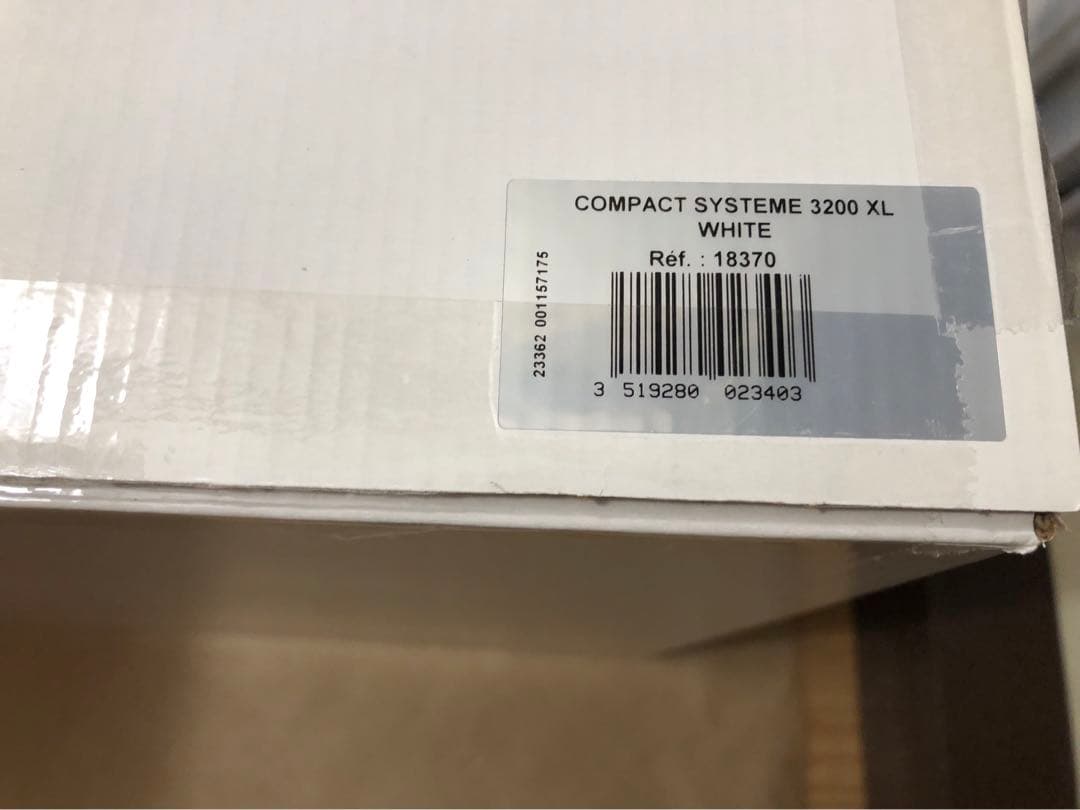 COMPACT SYSTEME 3200 XL
WHITE
Réf. : 18370
23362 001157175
3 519280 023403